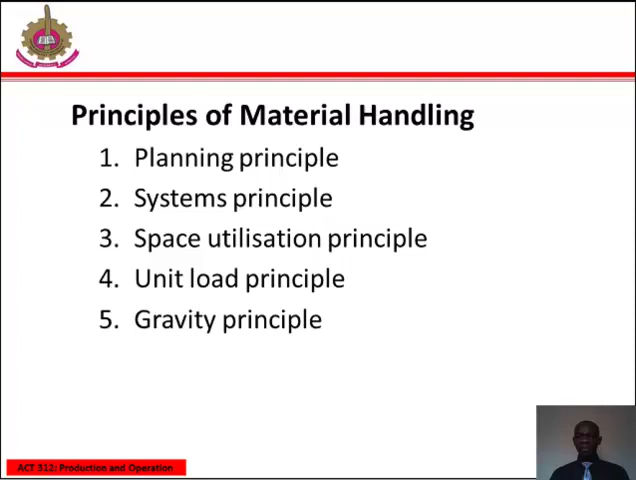 Principles of Material Handling
1. Planning principle
2. Systems principle
3. Space utilisation principle
4. Unit load principle
5. Gravity principle
ACT 312: Production and Operation